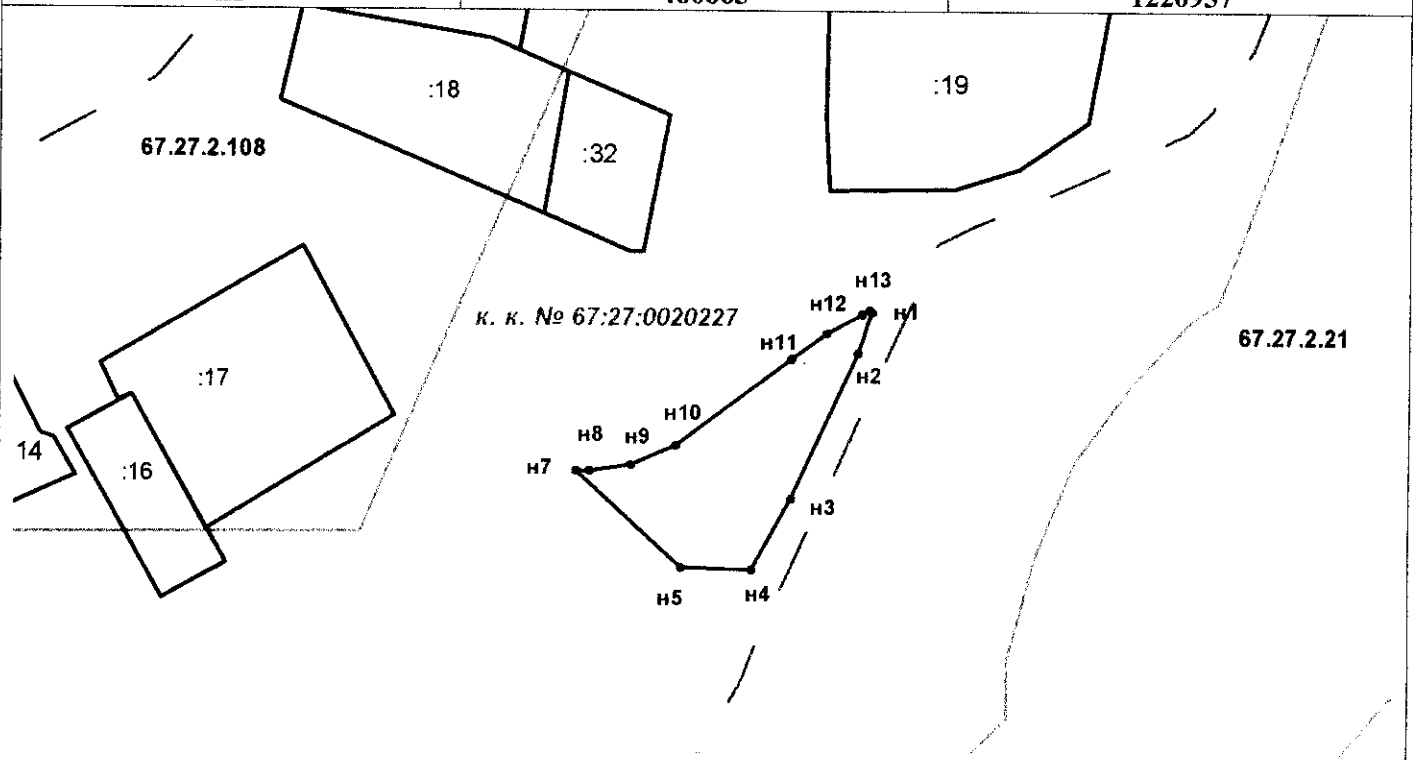 :18
:19
67.27.2.108
:32
н13
н12
н1
к. к. № 67:27:0020227
67.27.2.21
н11
н2
:17
н10
н8
н9
14
:16
н7
н3
н5
н4